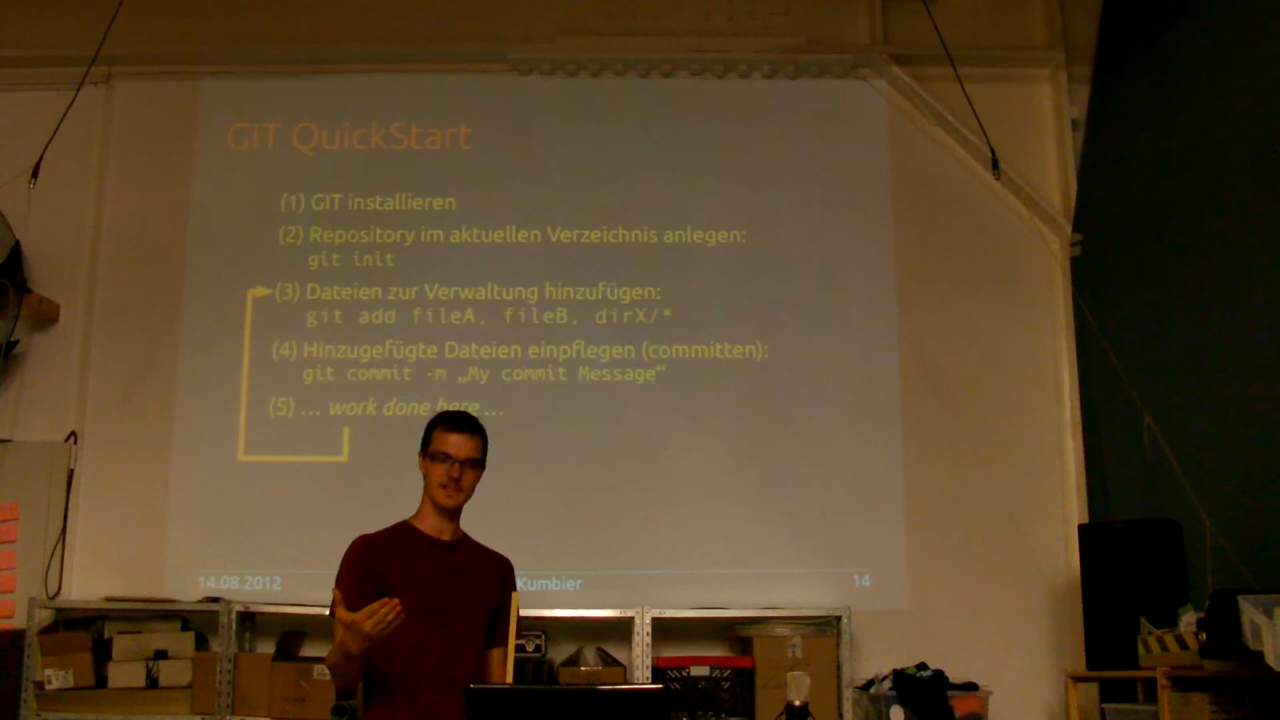 GIT QuickStart
(1) GIT installieren
(2) Repository im aktuellen Verzeichnis anlegen:
git init
(3) Dateien zur Verwaltung hinzufügen:
git add fileA, fileB, dirX/*
(4) Hinzugefügte Dateien einpflegen (committen):
git commit -m „My commit Message“
(5) ... work done here ...
14.08.2012 Kumbier 14